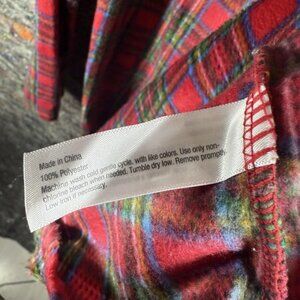 Made in China
100% Polyester
Machine wash cold gentle cycle. with like colors. Use only non-
chlorine bleach when needed. Tumble dry low. Remove promptly.
Low iron if necessary.